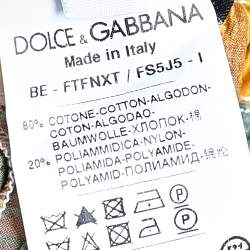 DOLCE & GABBANA
Made in Italy
BE - FTFNXT / FS5J5 - I
80% COTONE-COTTON-ALGODON-
COTON-ALGODAO-
BAUMWOLLE-ХЛОПОК-棉
20% POLIAMMIDICA-NYLON-
POLIAMIDA-POLYAMIDE-
POLYAMID-ПОЛИАМИД-锦纶
P